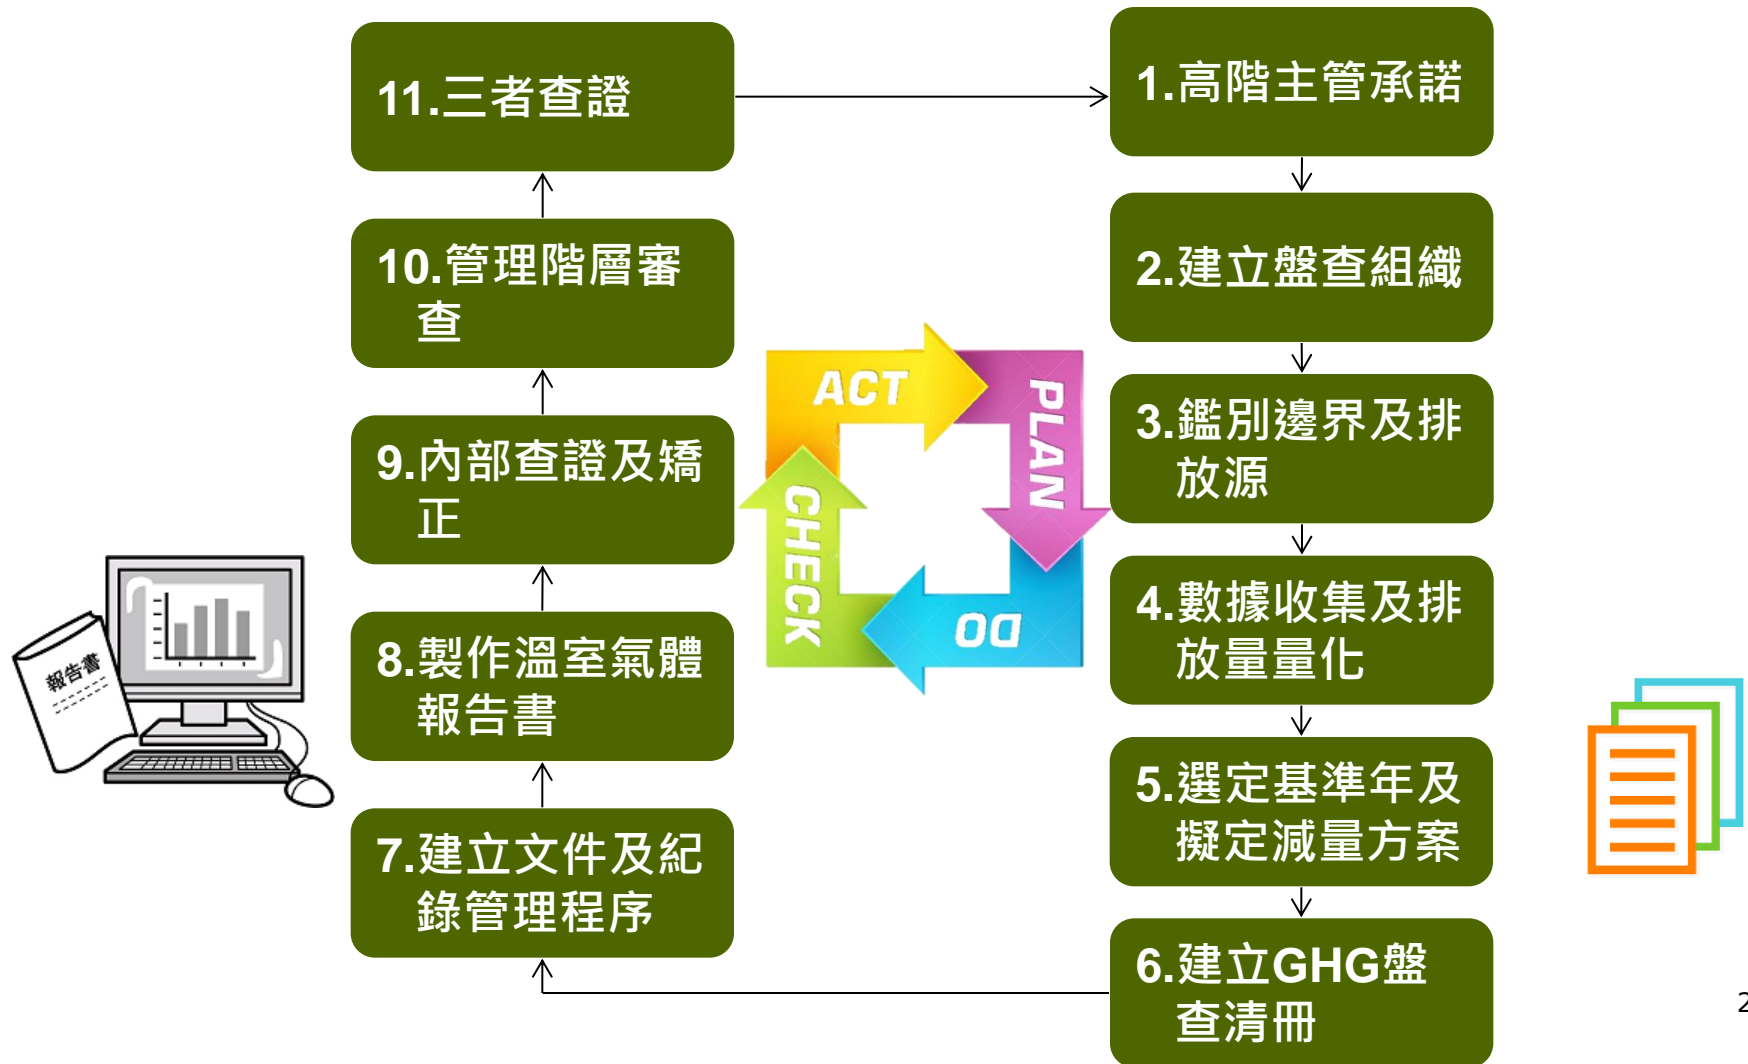 1.高階主管承諾
2.建立盤查組織
3.鑑別邊界及排
放源
4.數據收集及排
放量量化
5.選定基準年及
擬定減量方案
6.建立GHG盤
查清冊
7.建立文件及紀
錄管理程序
8.製作溫室氣體
報告書
9.內部查證及矯
正
10.管理階層審
查
11.三者查證
ACT
PLAN
DO
CHECK
報告書
2